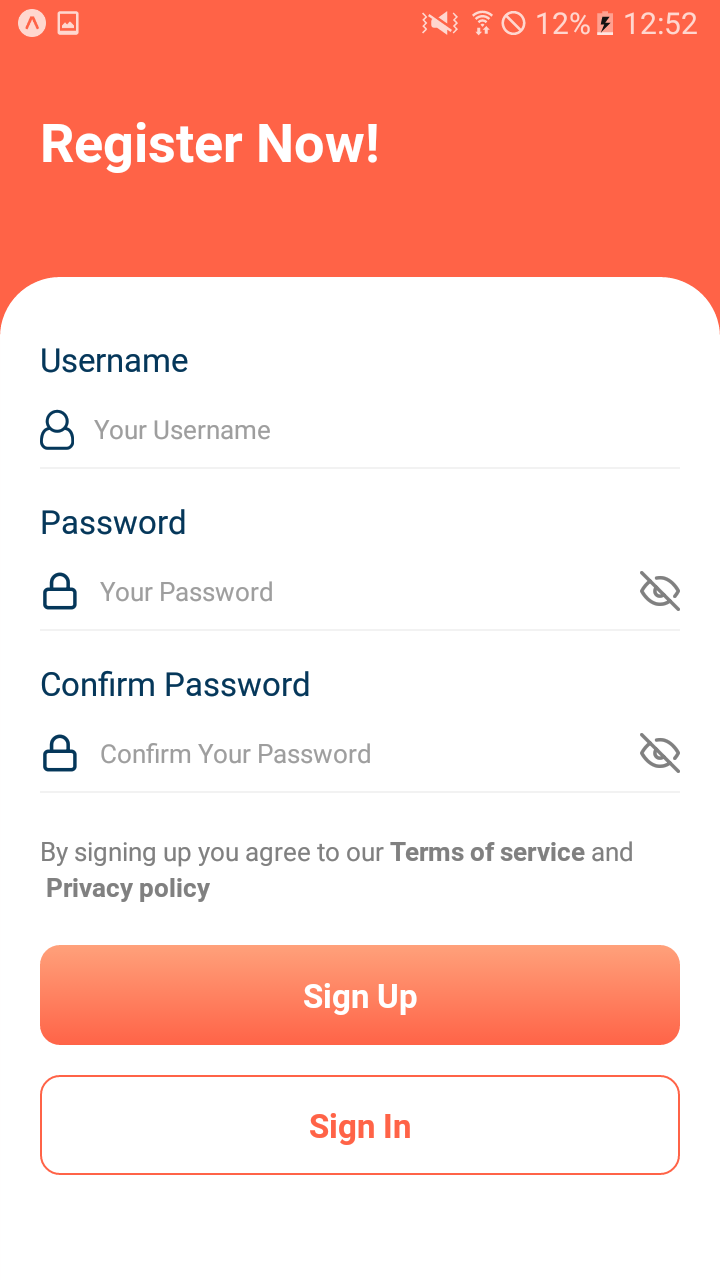 12% 12:52
Register Now!
Username
Your Username
Password
Your Password
Confirm Password
Confirm Your Password
By signing up you agree to our Terms of service and
Privacy policy
Sign Up
Sign In